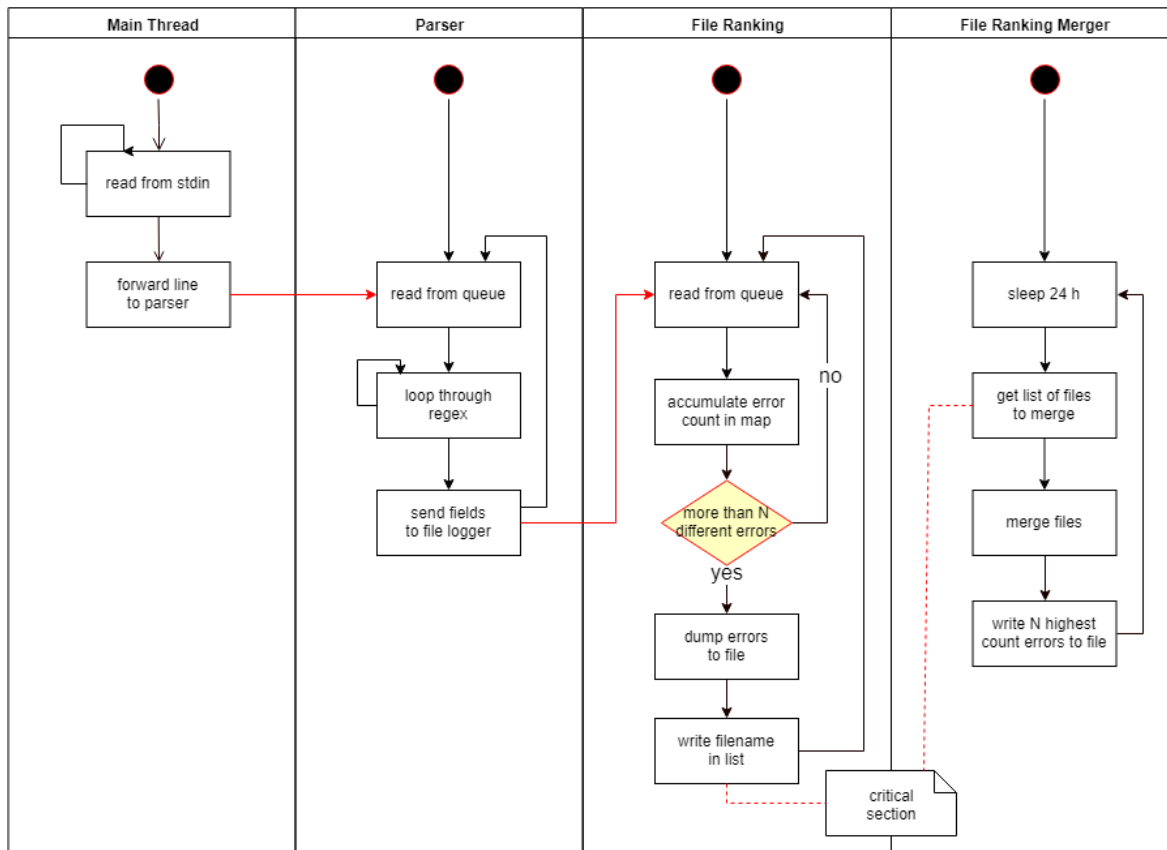 Main Thread
Parser
File Ranking
File Ranking Merger
read from stdin
forward line
to parser
read from queue
loop through
regex
send fields
to file logger
read from queue
accumulate error
count in map
no
more than N
different errors
yes
dump errors
to file
write filename
in list
sleep 24 h
get list of files
to merge
merge files
write N highest
count errors to file
critical
section